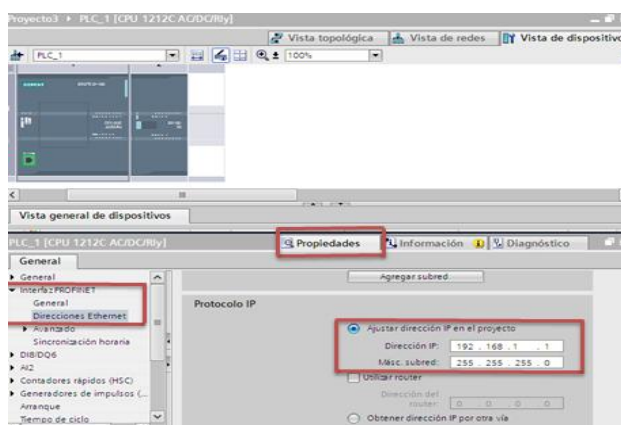 Proyecto3 ▸ PLC_1 [CPU 1212C AC/DC/Rly]
Vista topológica
Vista de redes
Vista de dispositivo
PLC_1
100%
SIEMENS
Vista general de dispositivos
PLC_1 [CPU 1212C AC/DC/Rly]
Propiedades
Información
Diagnóstico
General
General
Interfaz PROFINET
General
Direcciones Ethernet
Avanzado
Sincronización horaria
DI8/DQ6
AI2
Contadores rápidos (HSC)
Generadores de impulsos (...
Arranque
Tiempo de ciclo
Agregar subred
Protocolo IP
Ajustar dirección IP en el proyecto
Dirección IP: 192 . 168 . 1 . 1
Másc. subred: 255 . 255 . 255 . 0
Utilizar router
Dirección del
router: 0 . 0 . 0 . 0
Obtener dirección IP por otra vía